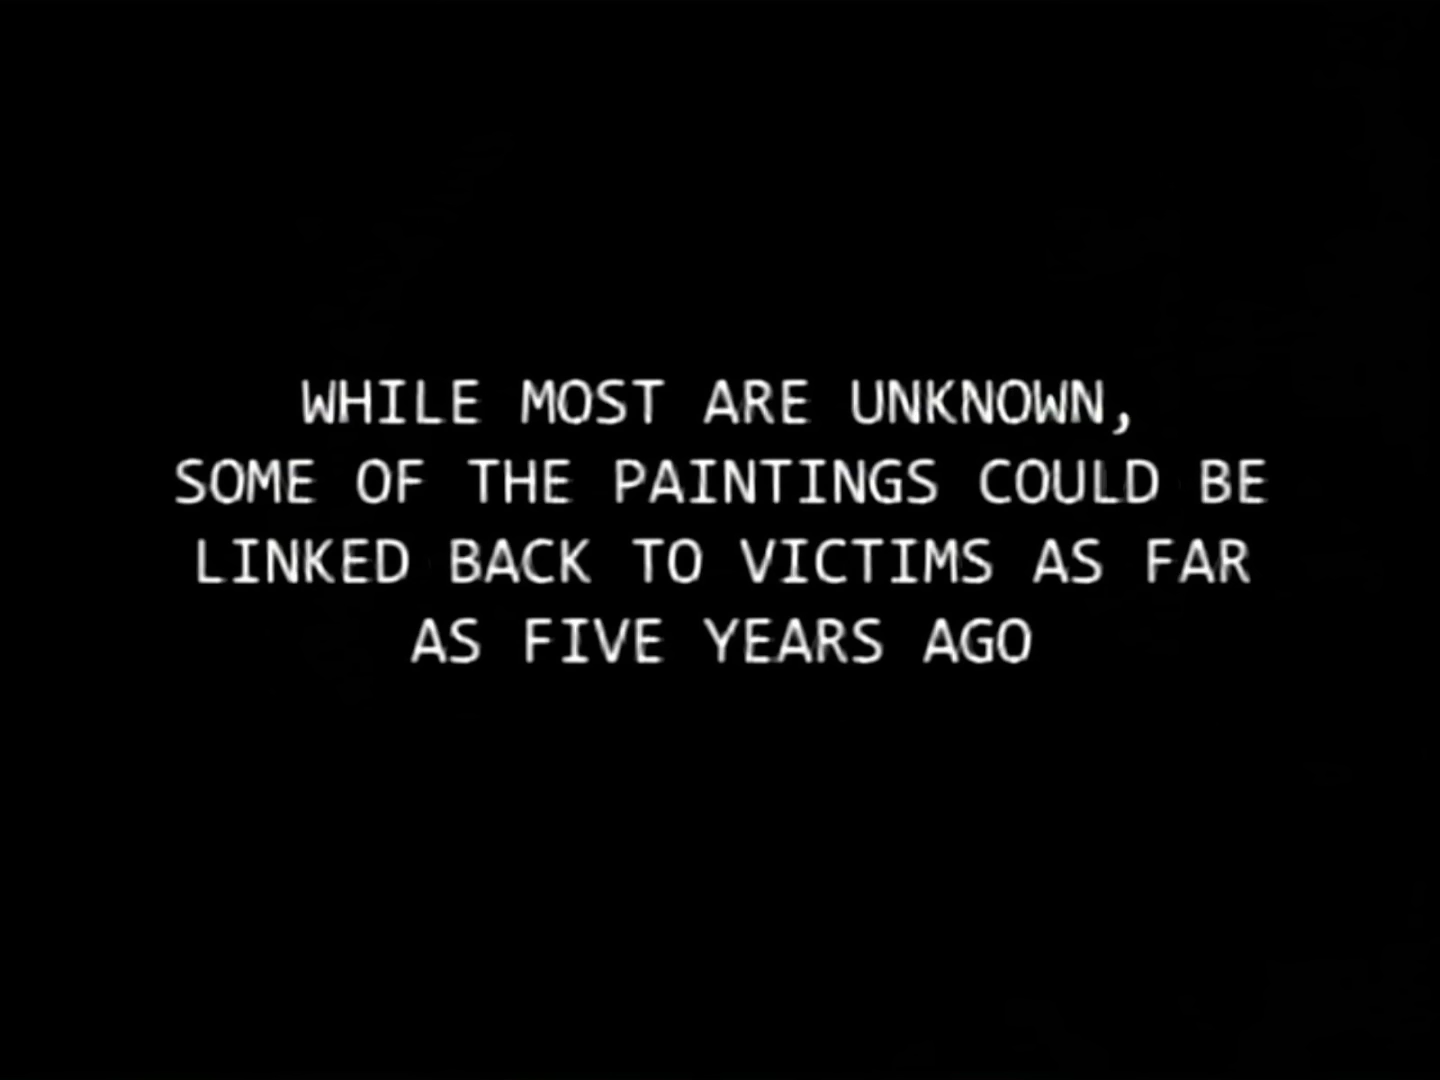 WHILE MOST ARE UNKNOWN,
SOME OF THE PAINTINGS COULD BE
LINKED BACK TO VICTIMS AS FAR
AS FIVE YEARS AGO